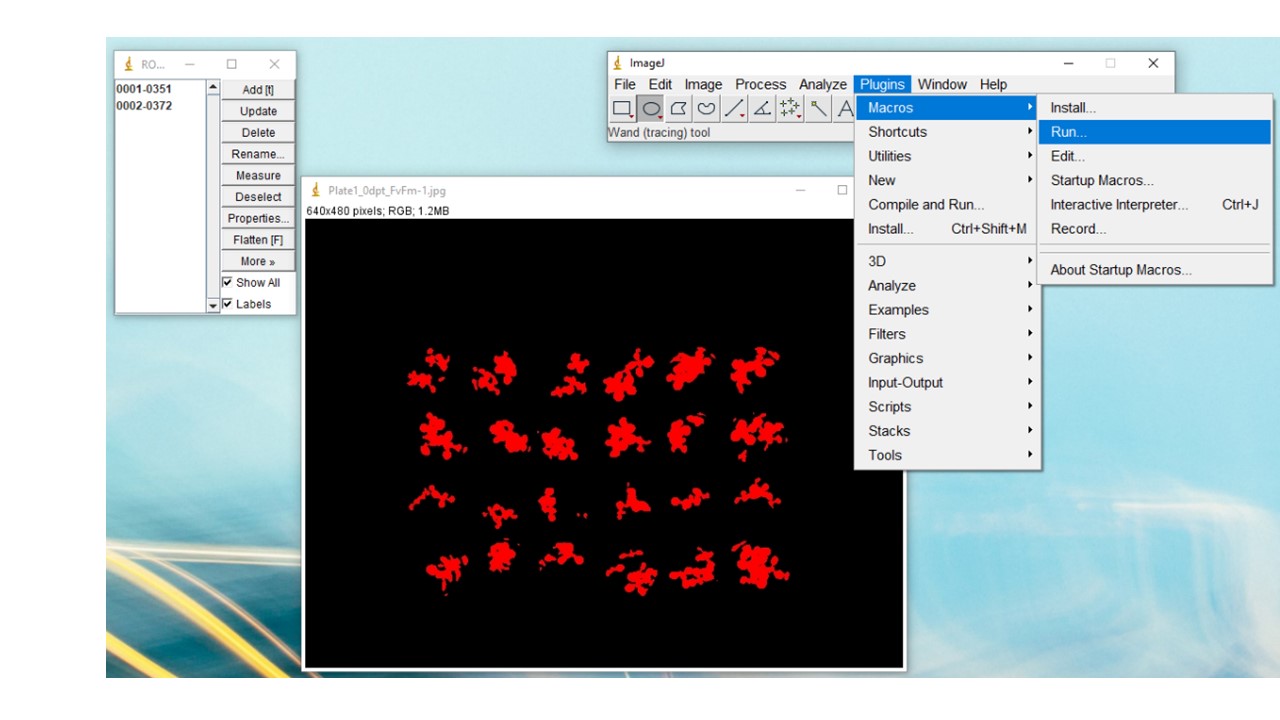 RO...
0001-0351
0002-0372
Add [t]
Update
Delete
Rename...
Measure
Deselect
Properties...
Flatten [F]
More »
Show All
Labels
ImageJ
File Edit Image Process Analyze Plugins Window Help
A
Wand (tracing) tool
Plate1_0dpt_FvFm-1.jpg
640x480 pixels; RGB; 1.2MB
Macros
Shortcuts
Utilities
New
Compile and Run...
Install... Ctrl+Shift+M
3D
Analyze
Examples
Filters
Graphics
Input-Output
Scripts
Stacks
Tools
Install...
Run...
Edit...
Startup Macros...
Interactive Interpreter... Ctrl+J
Record...
About Startup Macros...